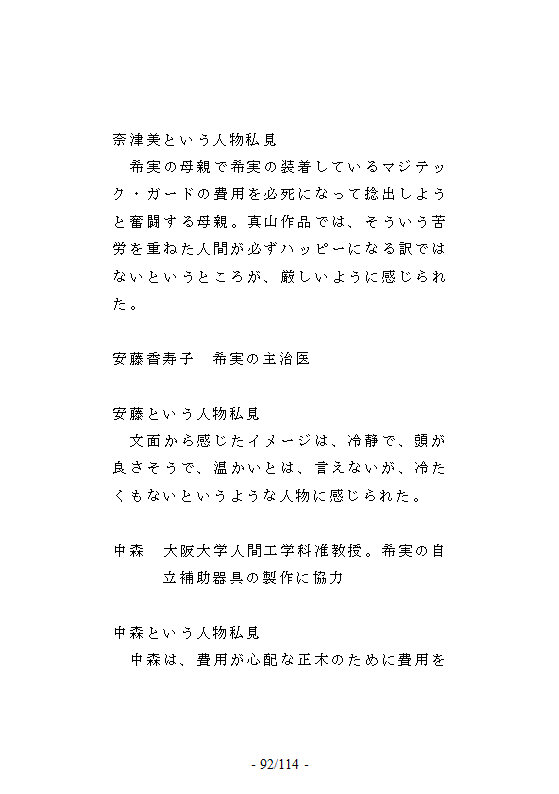 奈津美という人物私見
　希実の母親で希実の装着しているマジテッ
ク・ガードの費用を必死になって捻出しよう
と奮闘する母親。真山作品では、そういう苦
労を重ねた人間が必ずハッピーになる訳では
ないというところが、厳しいように感じられ
た。
安藤香寿子　希実の主治医
安藤という人物私見
　文面から感じたイメージは、冷静で、頭が
良さそうで、温かいとは、言えないが、冷た
くもないというような人物に感じられた。
中森　大阪大学人間工学科准教授。希実の自
立補助器具の製作に協力
中森という人物私見
　中森は、費用が心配な正木のために費用を
- 92/114 -